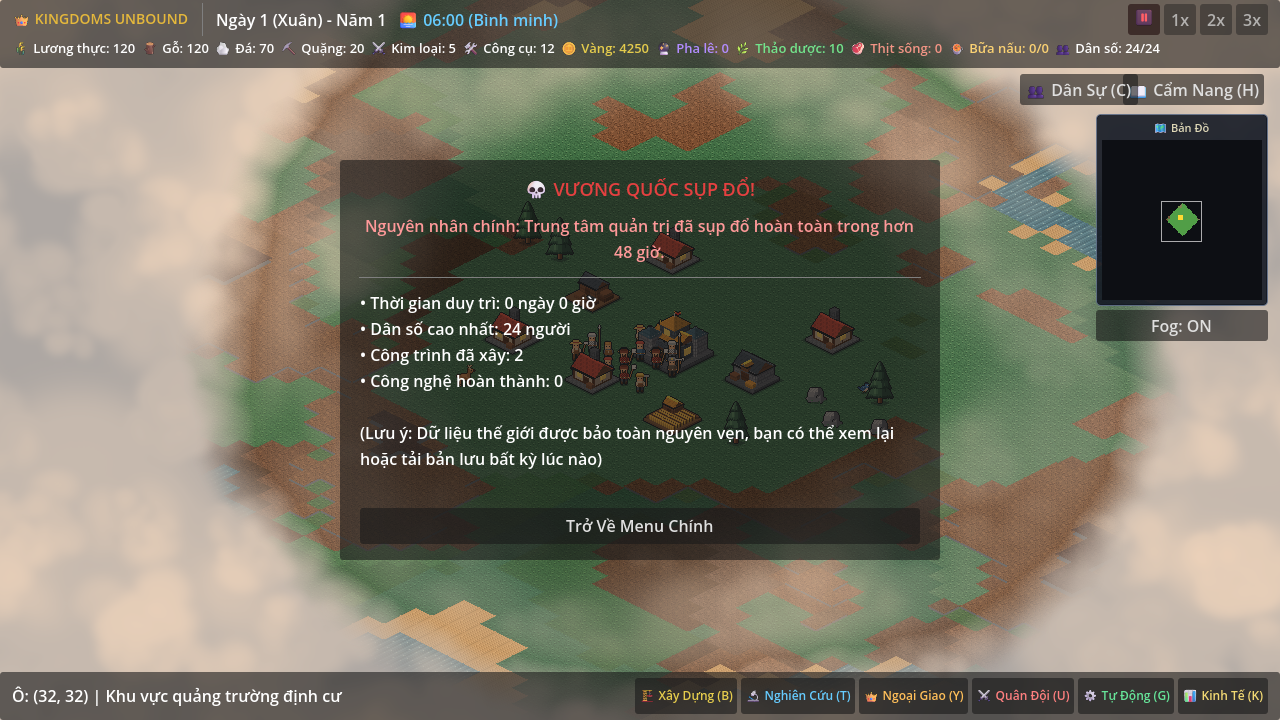 KINGDOMS UNBOUND
Ngày 1 (Xuân) - Năm 1
06:00 (Bình minh)
1x 2x 3x
Lương thực: 120 Gỗ: 120 Đá: 70 Quặng: 20 Kim loại: 5 Công cụ: 12 Vàng: 4250 Pha lê: 0 Thảo dược: 10 Thịt sống: 0 Bữa nấu: 0/0 Dân số: 24/24
Dân Sự (C) Cẩm Nang (H)
Bản Đồ
Fog: ON
VƯƠNG QUỐC SỤP ĐỔ!
Nguyên nhân chính: Trung tâm quản trị đã sụp đổ hoàn toàn trong hơn
48 giờ.
• Thời gian duy trì: 0 ngày 0 giờ
• Dân số cao nhất: 24 người
• Công trình đã xây: 2
• Công nghệ hoàn thành: 0
(Lưu ý: Dữ liệu thế giới được bảo toàn nguyên vẹn, bạn có thể xem lại
hoặc tải bản lưu bất kỳ lúc nào)
Trở Về Menu Chính
Ô: (32, 32) | Khu vực quảng trường định cư
Xây Dựng (B) Nghiên Cứu (T) Ngoại Giao (Y) Quân Đội (U) Tự Động (G) Kinh Tế (K)